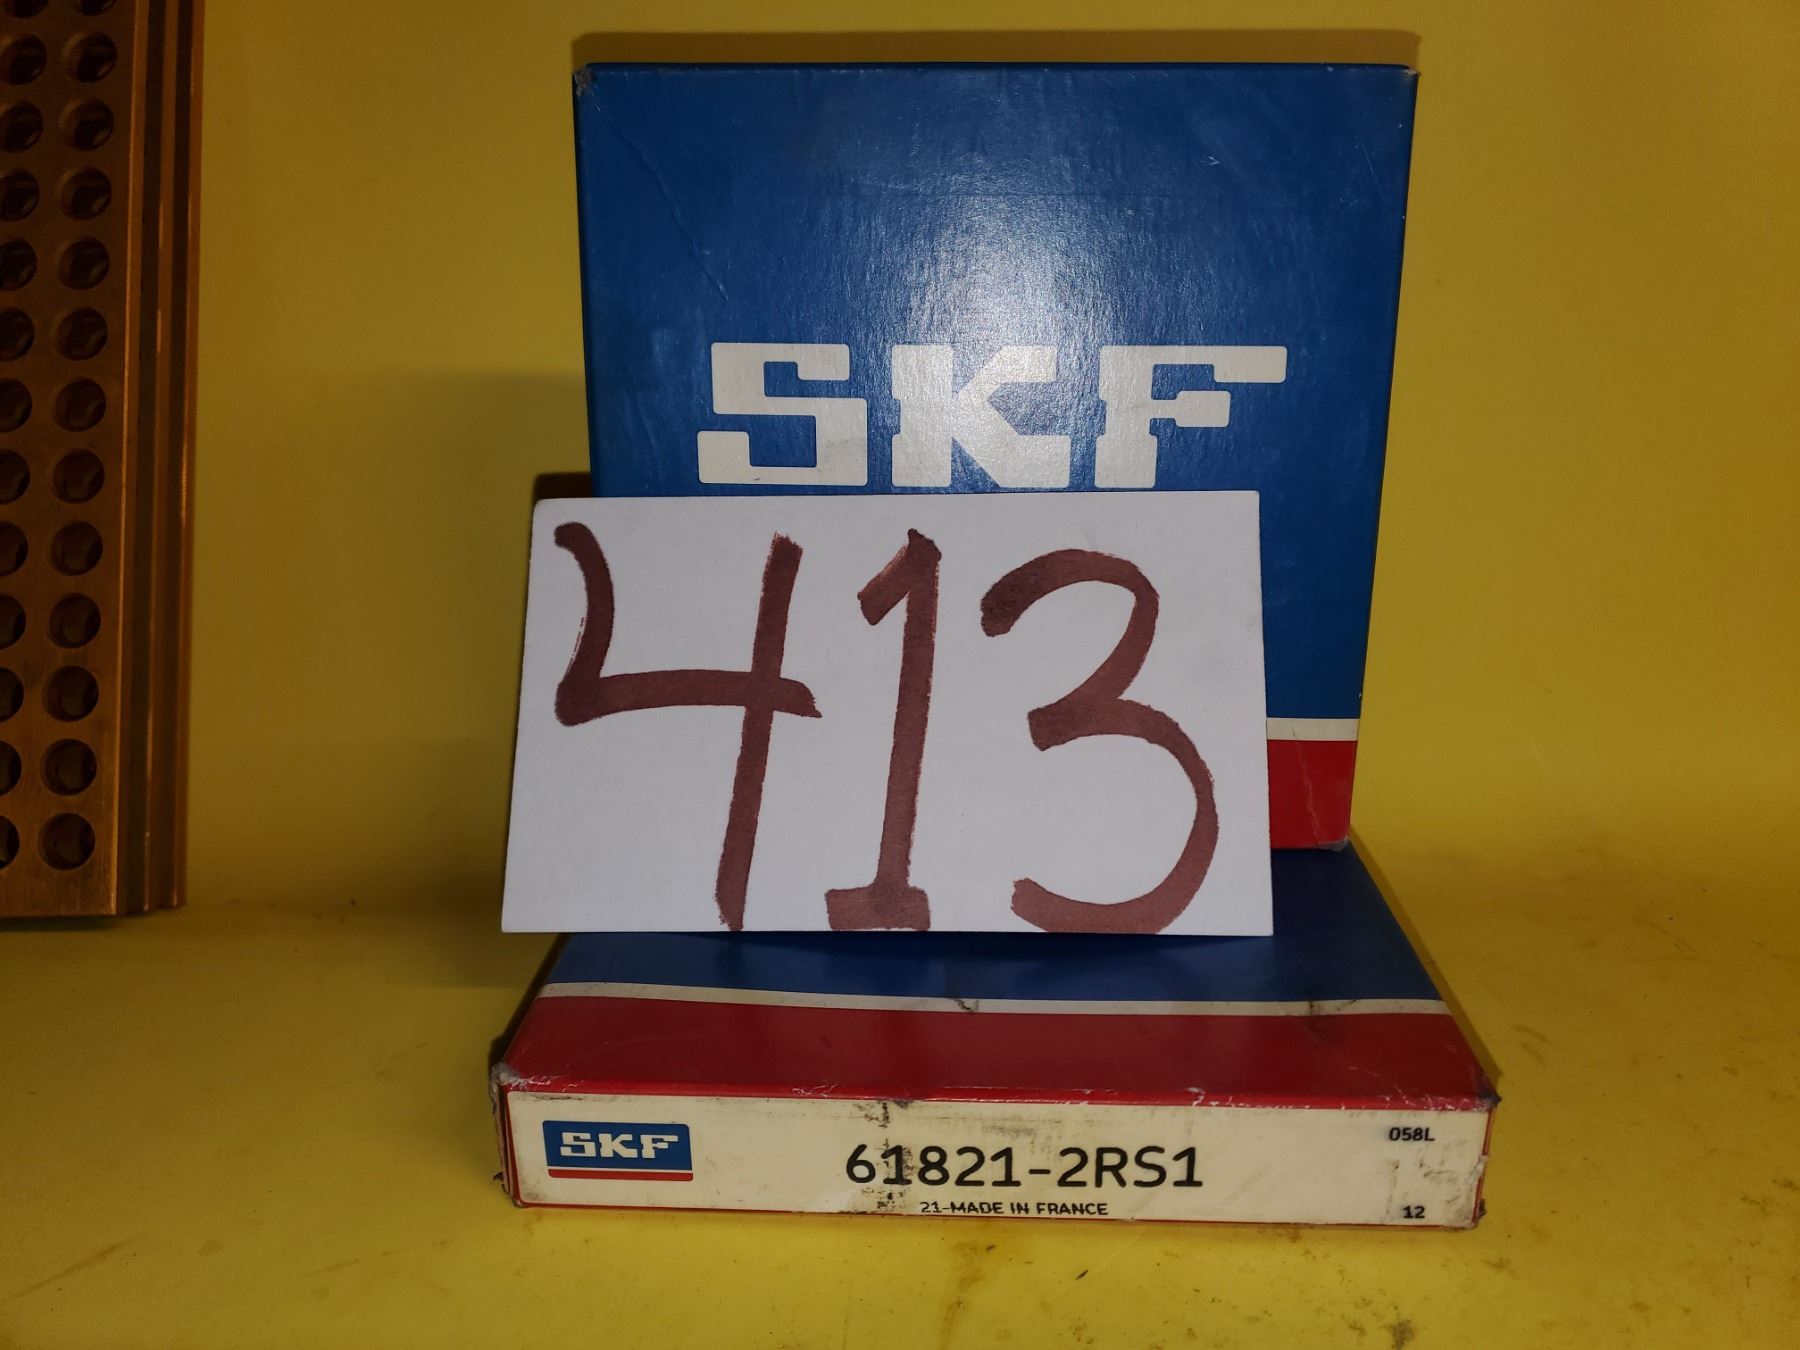 SKF
413
SKF
61821-2RS1
058L
21-MADE IN FRANCE
12